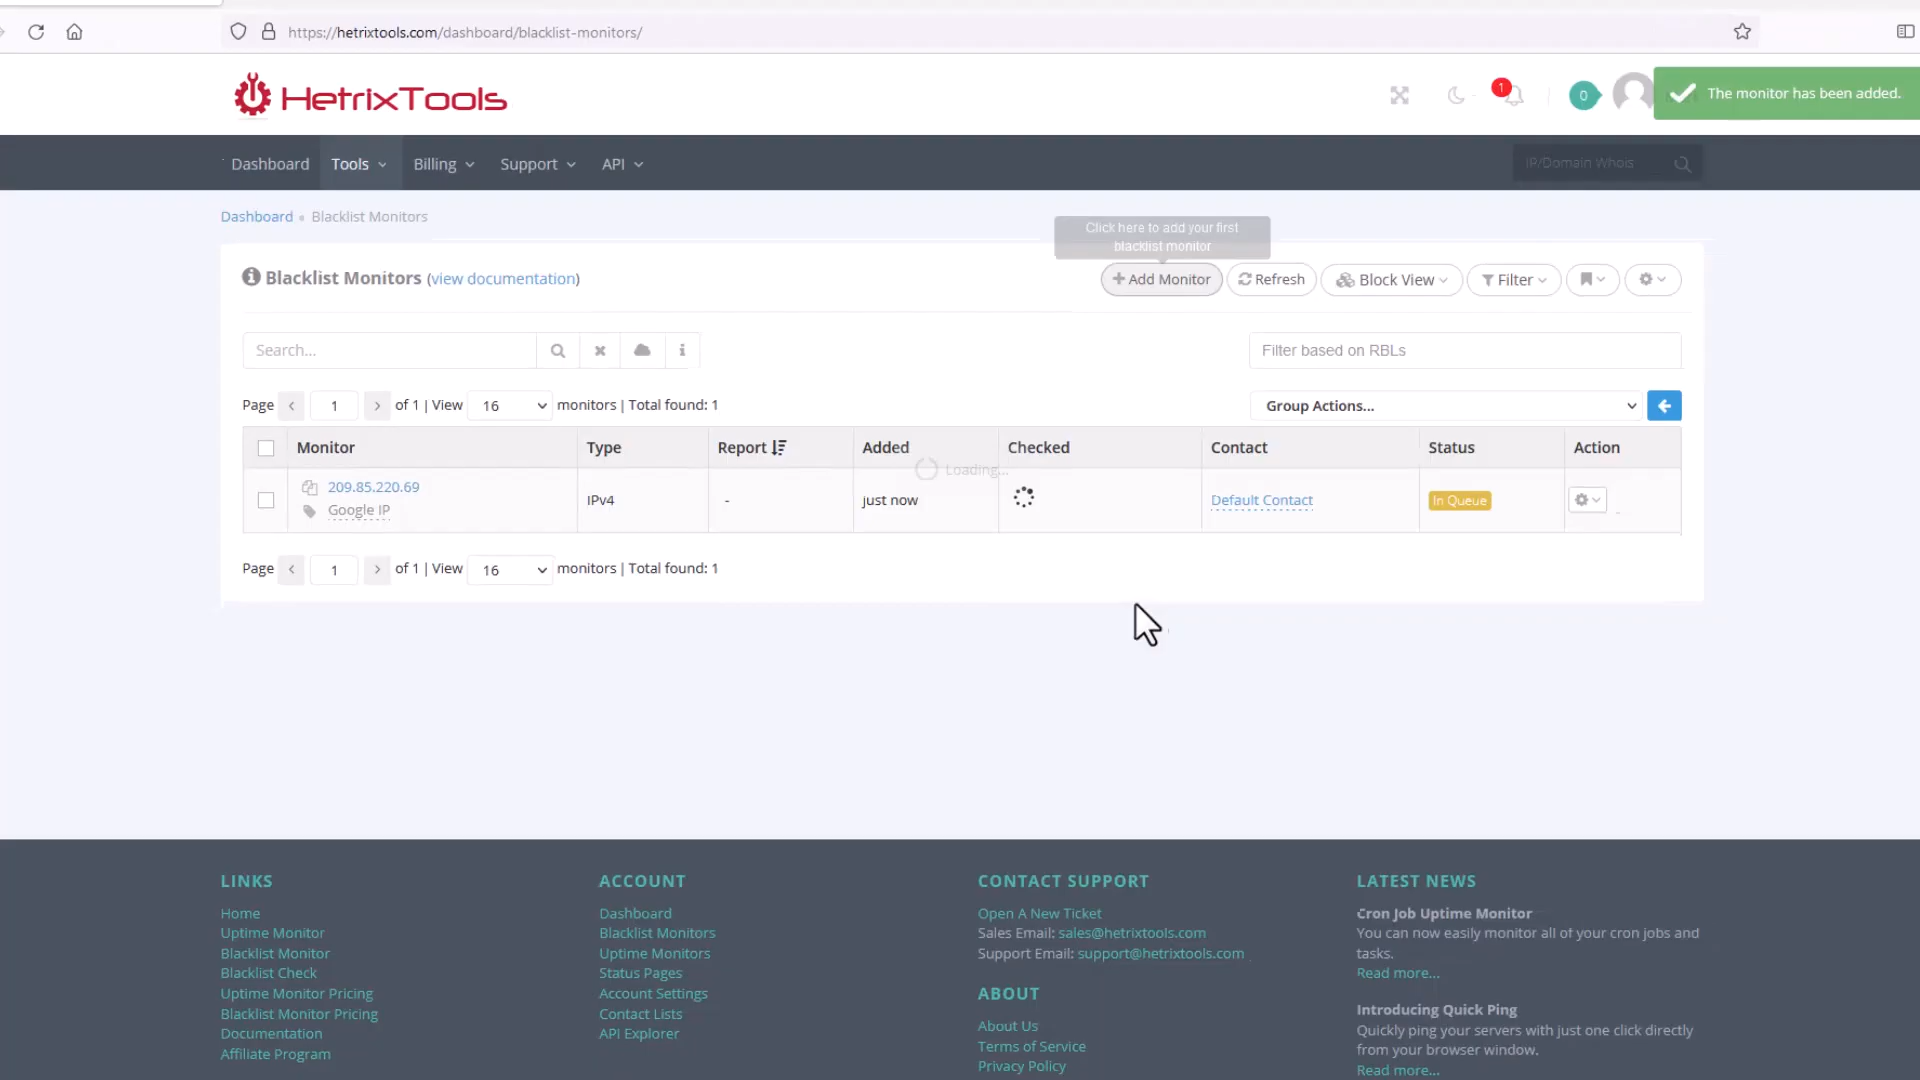 https://hetrixtools.com/dashboard/blacklist-monitors/
HetrixTools
1
0
The monitor has been added.
Dashboard Tools Billing Support API
IP/Domain Whois
Dashboard « Blacklist Monitors
Click here to add your first
blacklist monitor
Blacklist Monitors (view documentation)
+ Add Monitor Refresh Block View Filter
Search...
Filter based on RBLs
Page 1 of 1 | View 16 monitors | Total found: 1
Group Actions...
Monitor Type Report Added Checked Contact Status Action
Loading...
209.85.220.69
Google IP
IPv4
-
just now
Default Contact
In Queue
Page 1 of 1 | View 16 monitors | Total found: 1
LINKS
Home
Uptime Monitor
Blacklist Monitor
Blacklist Check
Uptime Monitor Pricing
Blacklist Monitor Pricing
Documentation
Affiliate Program
ACCOUNT
Dashboard
Blacklist Monitors
Uptime Monitors
Status Pages
Account Settings
Contact Lists
API Explorer
CONTACT SUPPORT
Open A New Ticket
Sales Email: sales@hetrixtools.com
Support Email: support@hetrixtools.com
ABOUT
About Us
Terms of Service
Privacy Policy
LATEST NEWS
Cron Job Uptime Monitor
You can now easily monitor all of your cron jobs and
tasks.
Read more...
Introducing Quick Ping
Quickly ping your servers with just one click directly
from your browser window.
Read more...